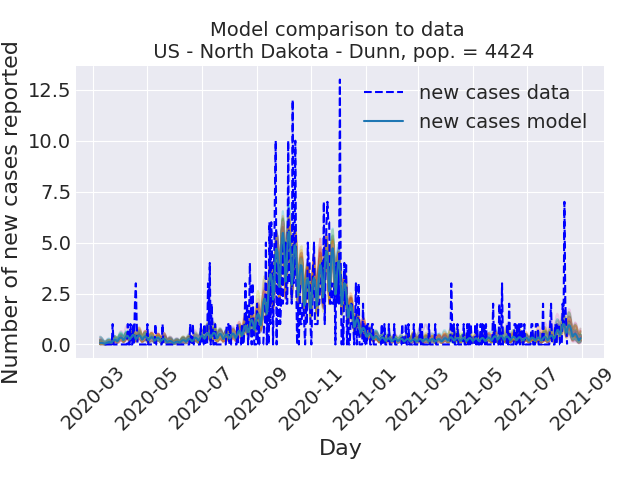 Model comparison to data
US - North Dakota - Dunn, pop. = 4424
Number of new cases reported
12.5
10.0
7.5
5.0
2.5
0.0
new cases data
new cases model
2020-03
2020-05
2020-07
2020-09
2020-11
2021-01
2021-03
2021-05
2021-07
2021-09
Day